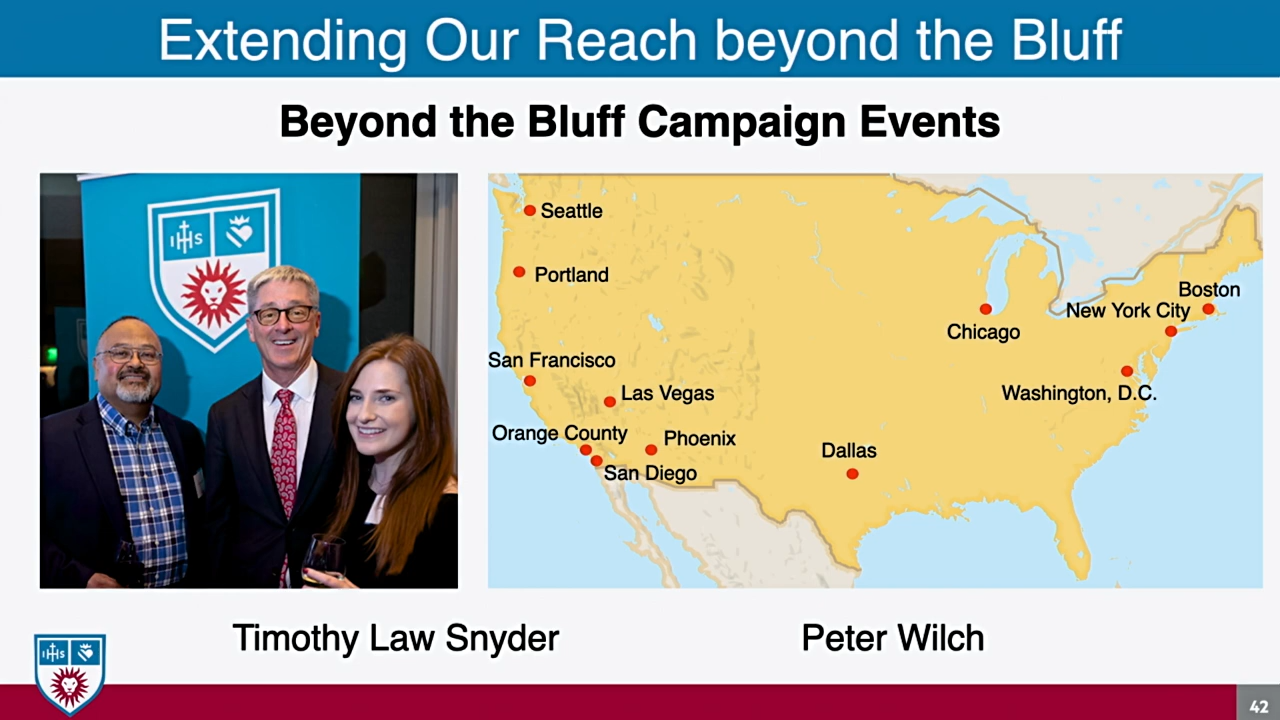 Extending Our Reach beyond the Bluff
Beyond the Bluff Campaign Events
IHS
Seattle
Portland
San Francisco
Las Vegas
Orange County
Phoenix
San Diego
Dallas
Chicago
Boston
New York City
Washington, D.C.
Timothy Law Snyder
Peter Wilch
IHS
42